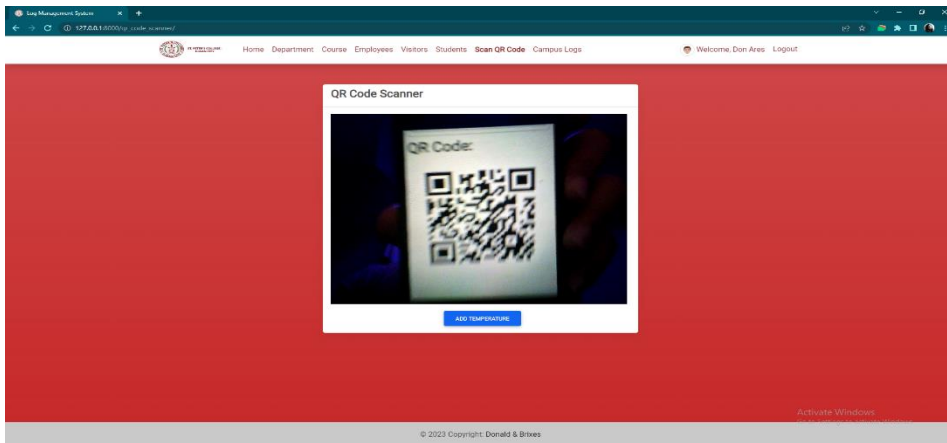 Log Management System
127.0.0.1:8000/qr_code_scanner/
Home Department Course Employees Visitors Students Scan QR Code Campus Logs
Welcome, Don Ares Logout
QR Code Scanner
QR Code:
ADD TEMPERATURE
Activate Windows
© 2023 Copyright: Donald & Brixes